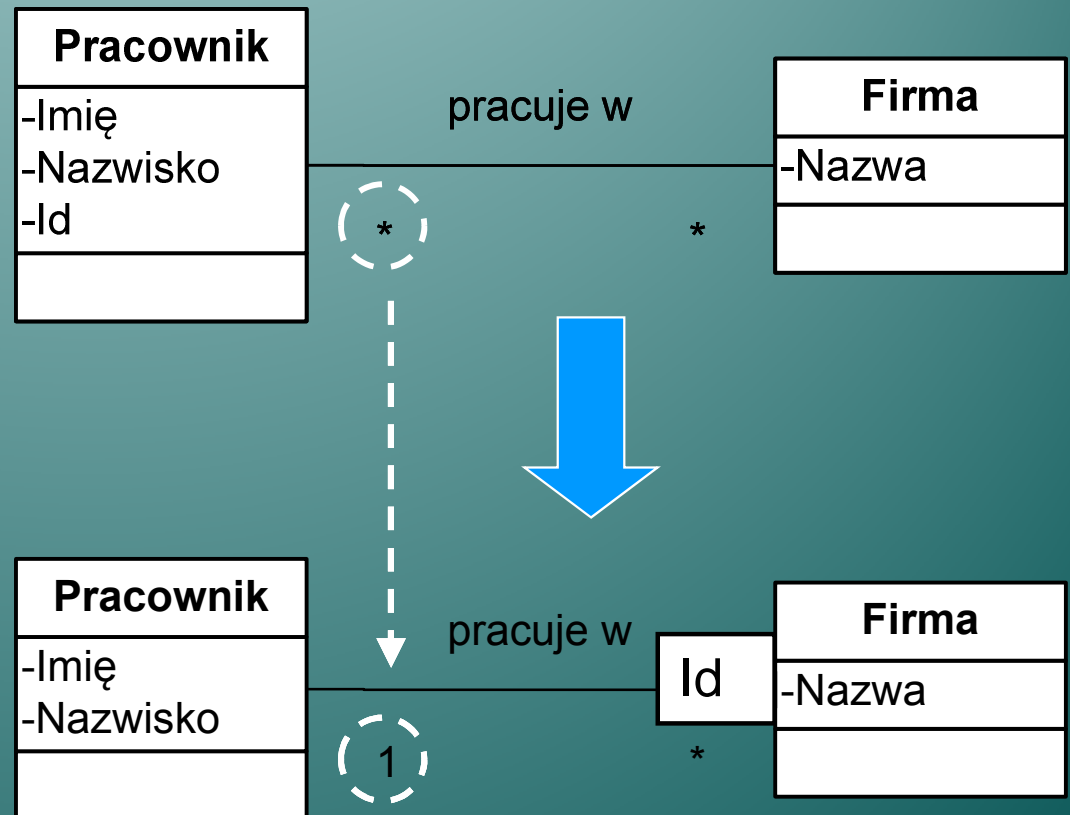 Pracownik
-Imię
-Nazwisko
-Id
pracuje w
*
*
Firma
-Nazwa
Pracownik
-Imię
-Nazwisko
pracuje w
1
*
Id
Firma
-Nazwa